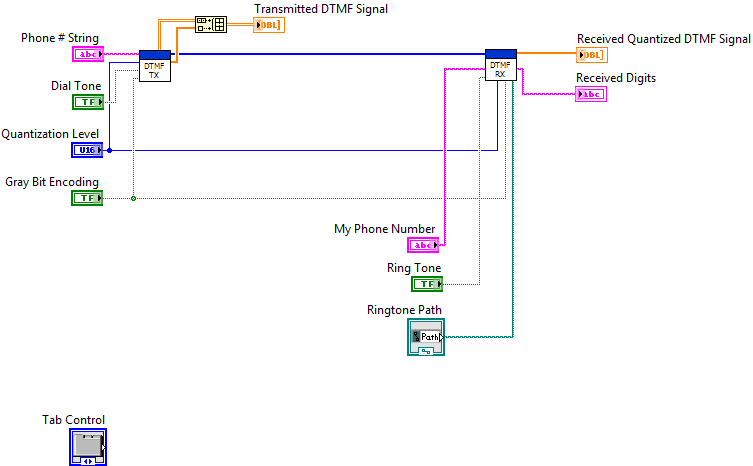 Transmitted DTMF Signal
DBL]
Phone # String
abc
DTMF
TX
DTMF
RX
Received Quantized DTMF Signal
DBL]
Received Digits
abc
Dial Tone
TF
Quantization Level
U16
Gray Bit Encoding
TF
My Phone Number
abc
Ring Tone
TF
Ringtone Path
Path
Tab Control